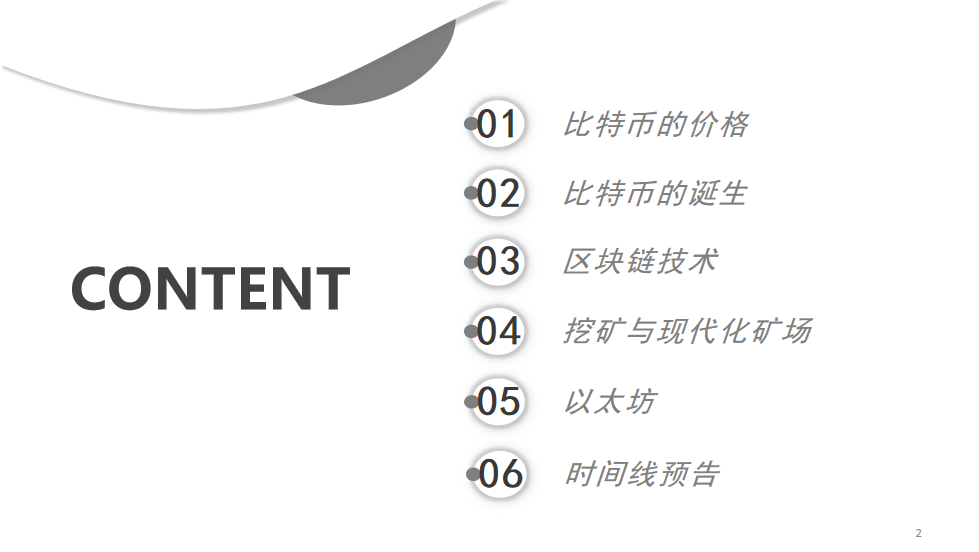 CONTENT
01 比特币的价格
02 比特币的诞生
03 区块链技术
04 挖矿与现代化矿场
05 以太坊
06 时间线预告
2